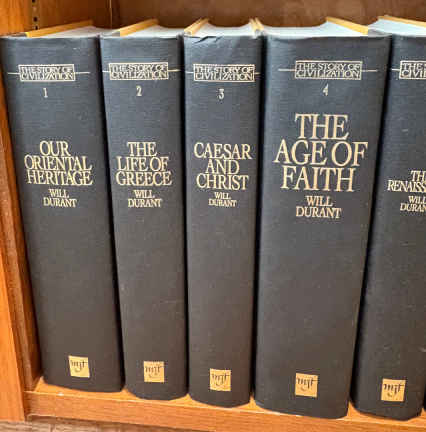 THE STORY OF
CIVILIZATION
1
OUR
ORIENTAL
HERITAGE
WILL
DURANT
mjf
THE STORY OF
CIVILIZATION
2
THE
LIFE OF
GREECE
WILL
DURANT
mjf
THE STORY OF
CIVILIZATION
3
CAESAR
AND
CHRIST
WILL
DURANT
mjf
THE STORY OF
CIVILIZATION
4
THE
AGE OF
FAITH
WILL
DURANT
mjf